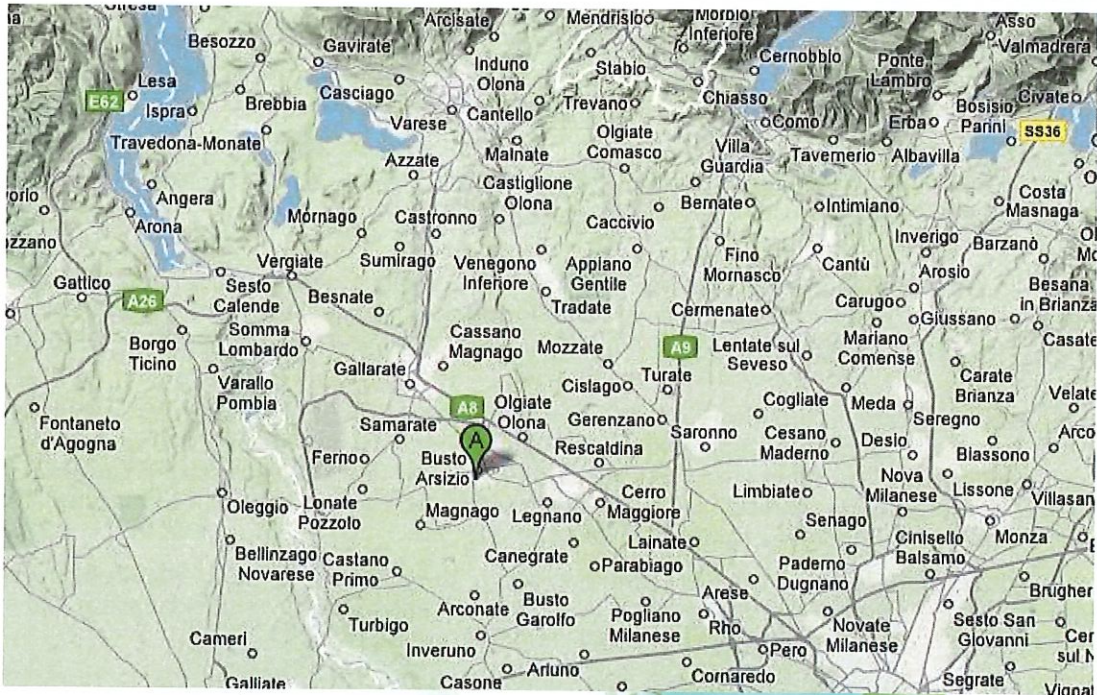 Besozzo
Gavirate
Arcisate
Mendrisio
Morbio
Inferiore
Cernobbio
Asso
Valmadrera
Lesa
E62
Ispra
Brebbia
Casciago
Induno
Olona
Stabio
Ponte
Lambro
Travedona-Monate
Varese
Cantello
Trevano
Chiasso
Como
Erba
Bosisio
Parini
Civate
SS36
Azzate
Malnate
Olgiate
Comasco
Villa
Guardia
Tavernerio
Albavilla
Angera
Arona
Mornago
Castronno
Castiglione
Olona
Caccivio
Bernate
Intimiano
Costa
Masnaga
Sumirago
Vergiate
Venegono
Inferiore
Appiano
Gentile
Fino
Mornasco
Cantù
Inverigo
Barzanò
Arosio
Gattico
A26
Sesto
Calende
Besnate
Tradate
Cermenate
Carugo
Giussano
Besana
in Brianza
Borgo
Ticino
Somma
Lombardo
Cassano
Magnago
Mozzate
A9
Lentate sul
Seveso
Mariano
Comense
Casate
Varallo
Pombia
Gallarate
Cislago
Turate
Carate
Brianza
Fontaneto
d'Agogna
A8
Olgiate
Olona
Gerenzano
Cogliate
Meda
Seregno
Velate
Samarate
Ferno
Busto
Arsizio
A
Rescaldina
Saronno
Cesano
Maderno
Desio
Biassono
Arco
Oleggio
Lonate
Pozzolo
Magnago
Legnano
Cerro
Maggiore
Limbiate
Nova
Milanese
Lissone
Villasan
Bellinzago
Novarese
Castano
Primo
Canegrate
Parabiago
Lainate
Senago
Paderno
Dugnano
Cinisello
Balsamo
Monza
Turbigo
Arconate
Busto
Garolfo
Pogliano
Milanese
Arese
Rho
Novate
Milanese
Brugher
Sesto San
Giovanni
Cameri
Galliate
Inveruno
Casone
Arluno
Cornaredo
Pero
Segrate
Cer
sul N
Vignat